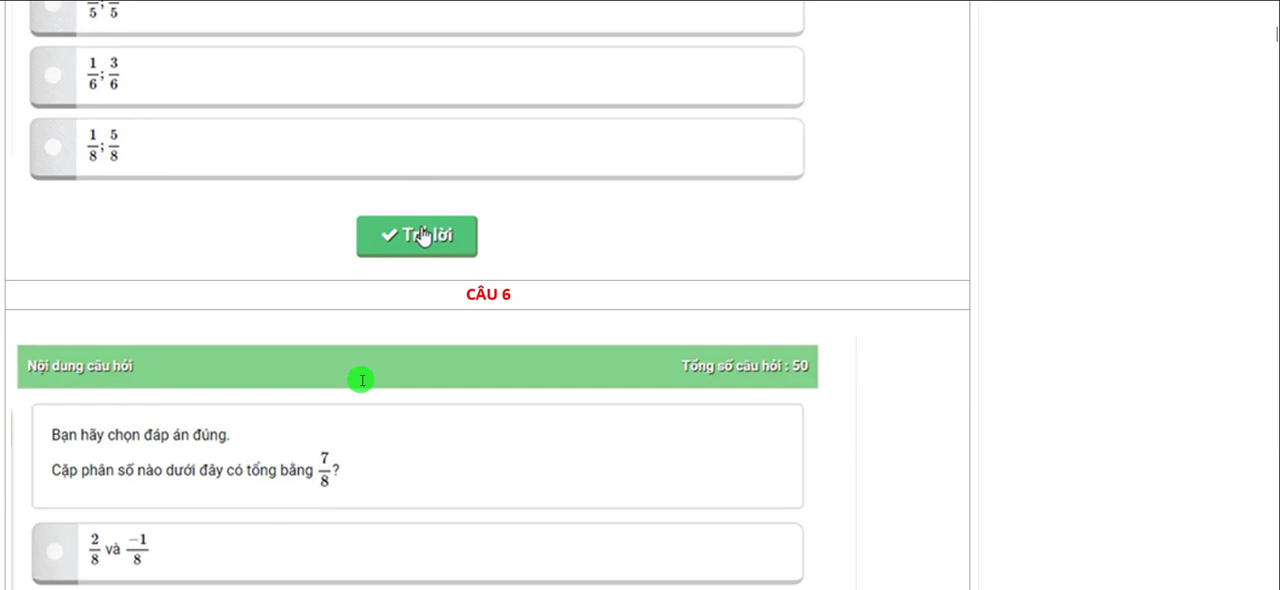 5; 5
1/6; 3/6
1/8; 5/8
Trả lời
CÂU 6
Nội dung câu hỏi
Tổng số câu hỏi : 50
Bạn hãy chọn đáp án đúng.
Cặp phân số nào dưới đây có tổng bằng 7/8?
2/8 và -1/8